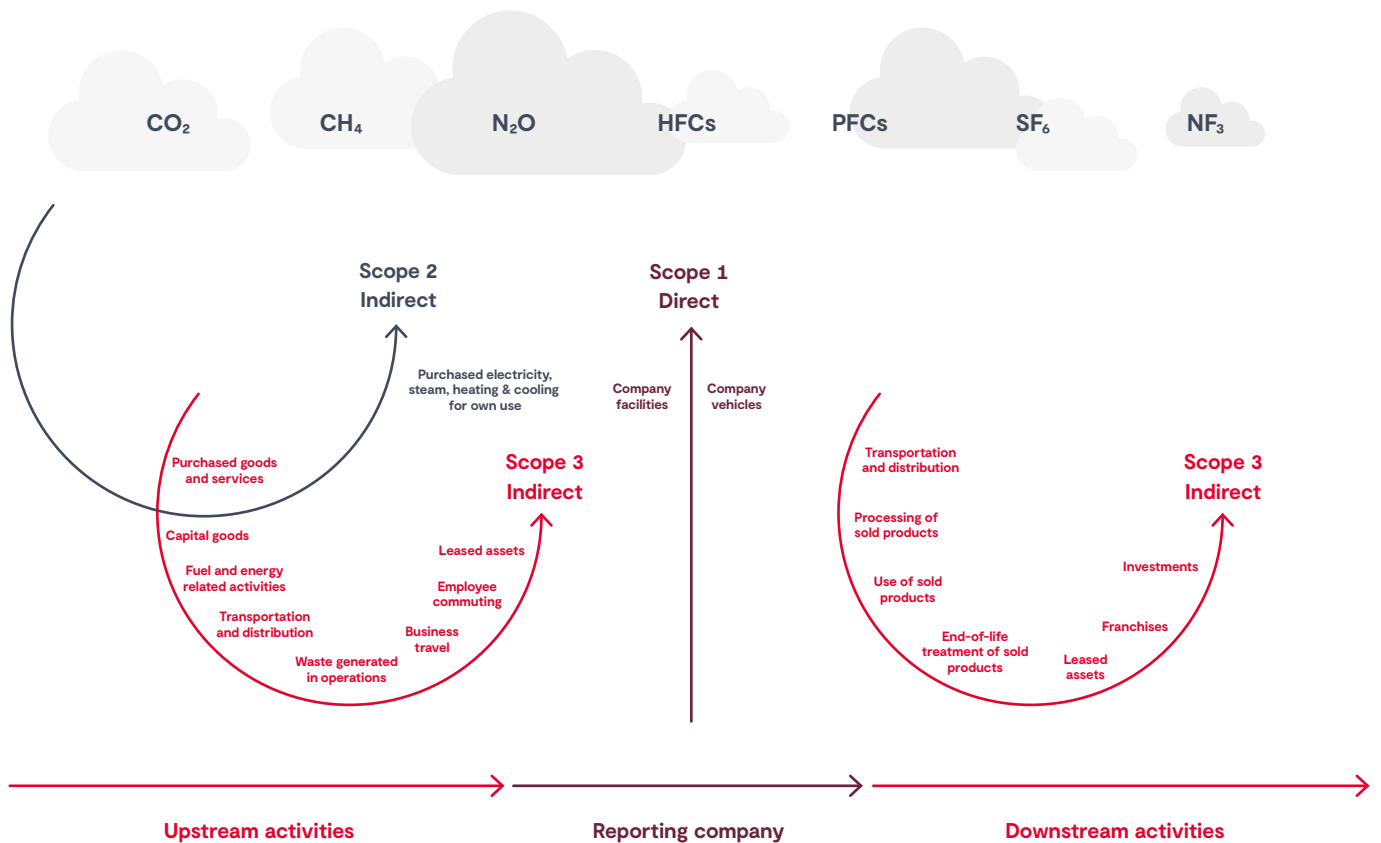 CO₂
CH₄
N₂O
HFCs
PFCs
SF₆
NF₃
Scope 2
Indirect
Purchased electricity,
steam, heating & cooling
for own use
Scope 1
Direct
Company
facilities
Company
vehicles
Scope 3
Indirect
Purchased goods
and services
Capital goods
Fuel and energy
related activities
Transportation
and distribution
Waste generated
in operations
Business
travel
Employee
commuting
Leased assets
Scope 3
Indirect
Transportation
and distribution
Processing of
sold products
Use of sold
products
End-of-life
treatment of sold
products
Leased
assets
Franchises
Investments
Upstream activities
Reporting company
Downstream activities